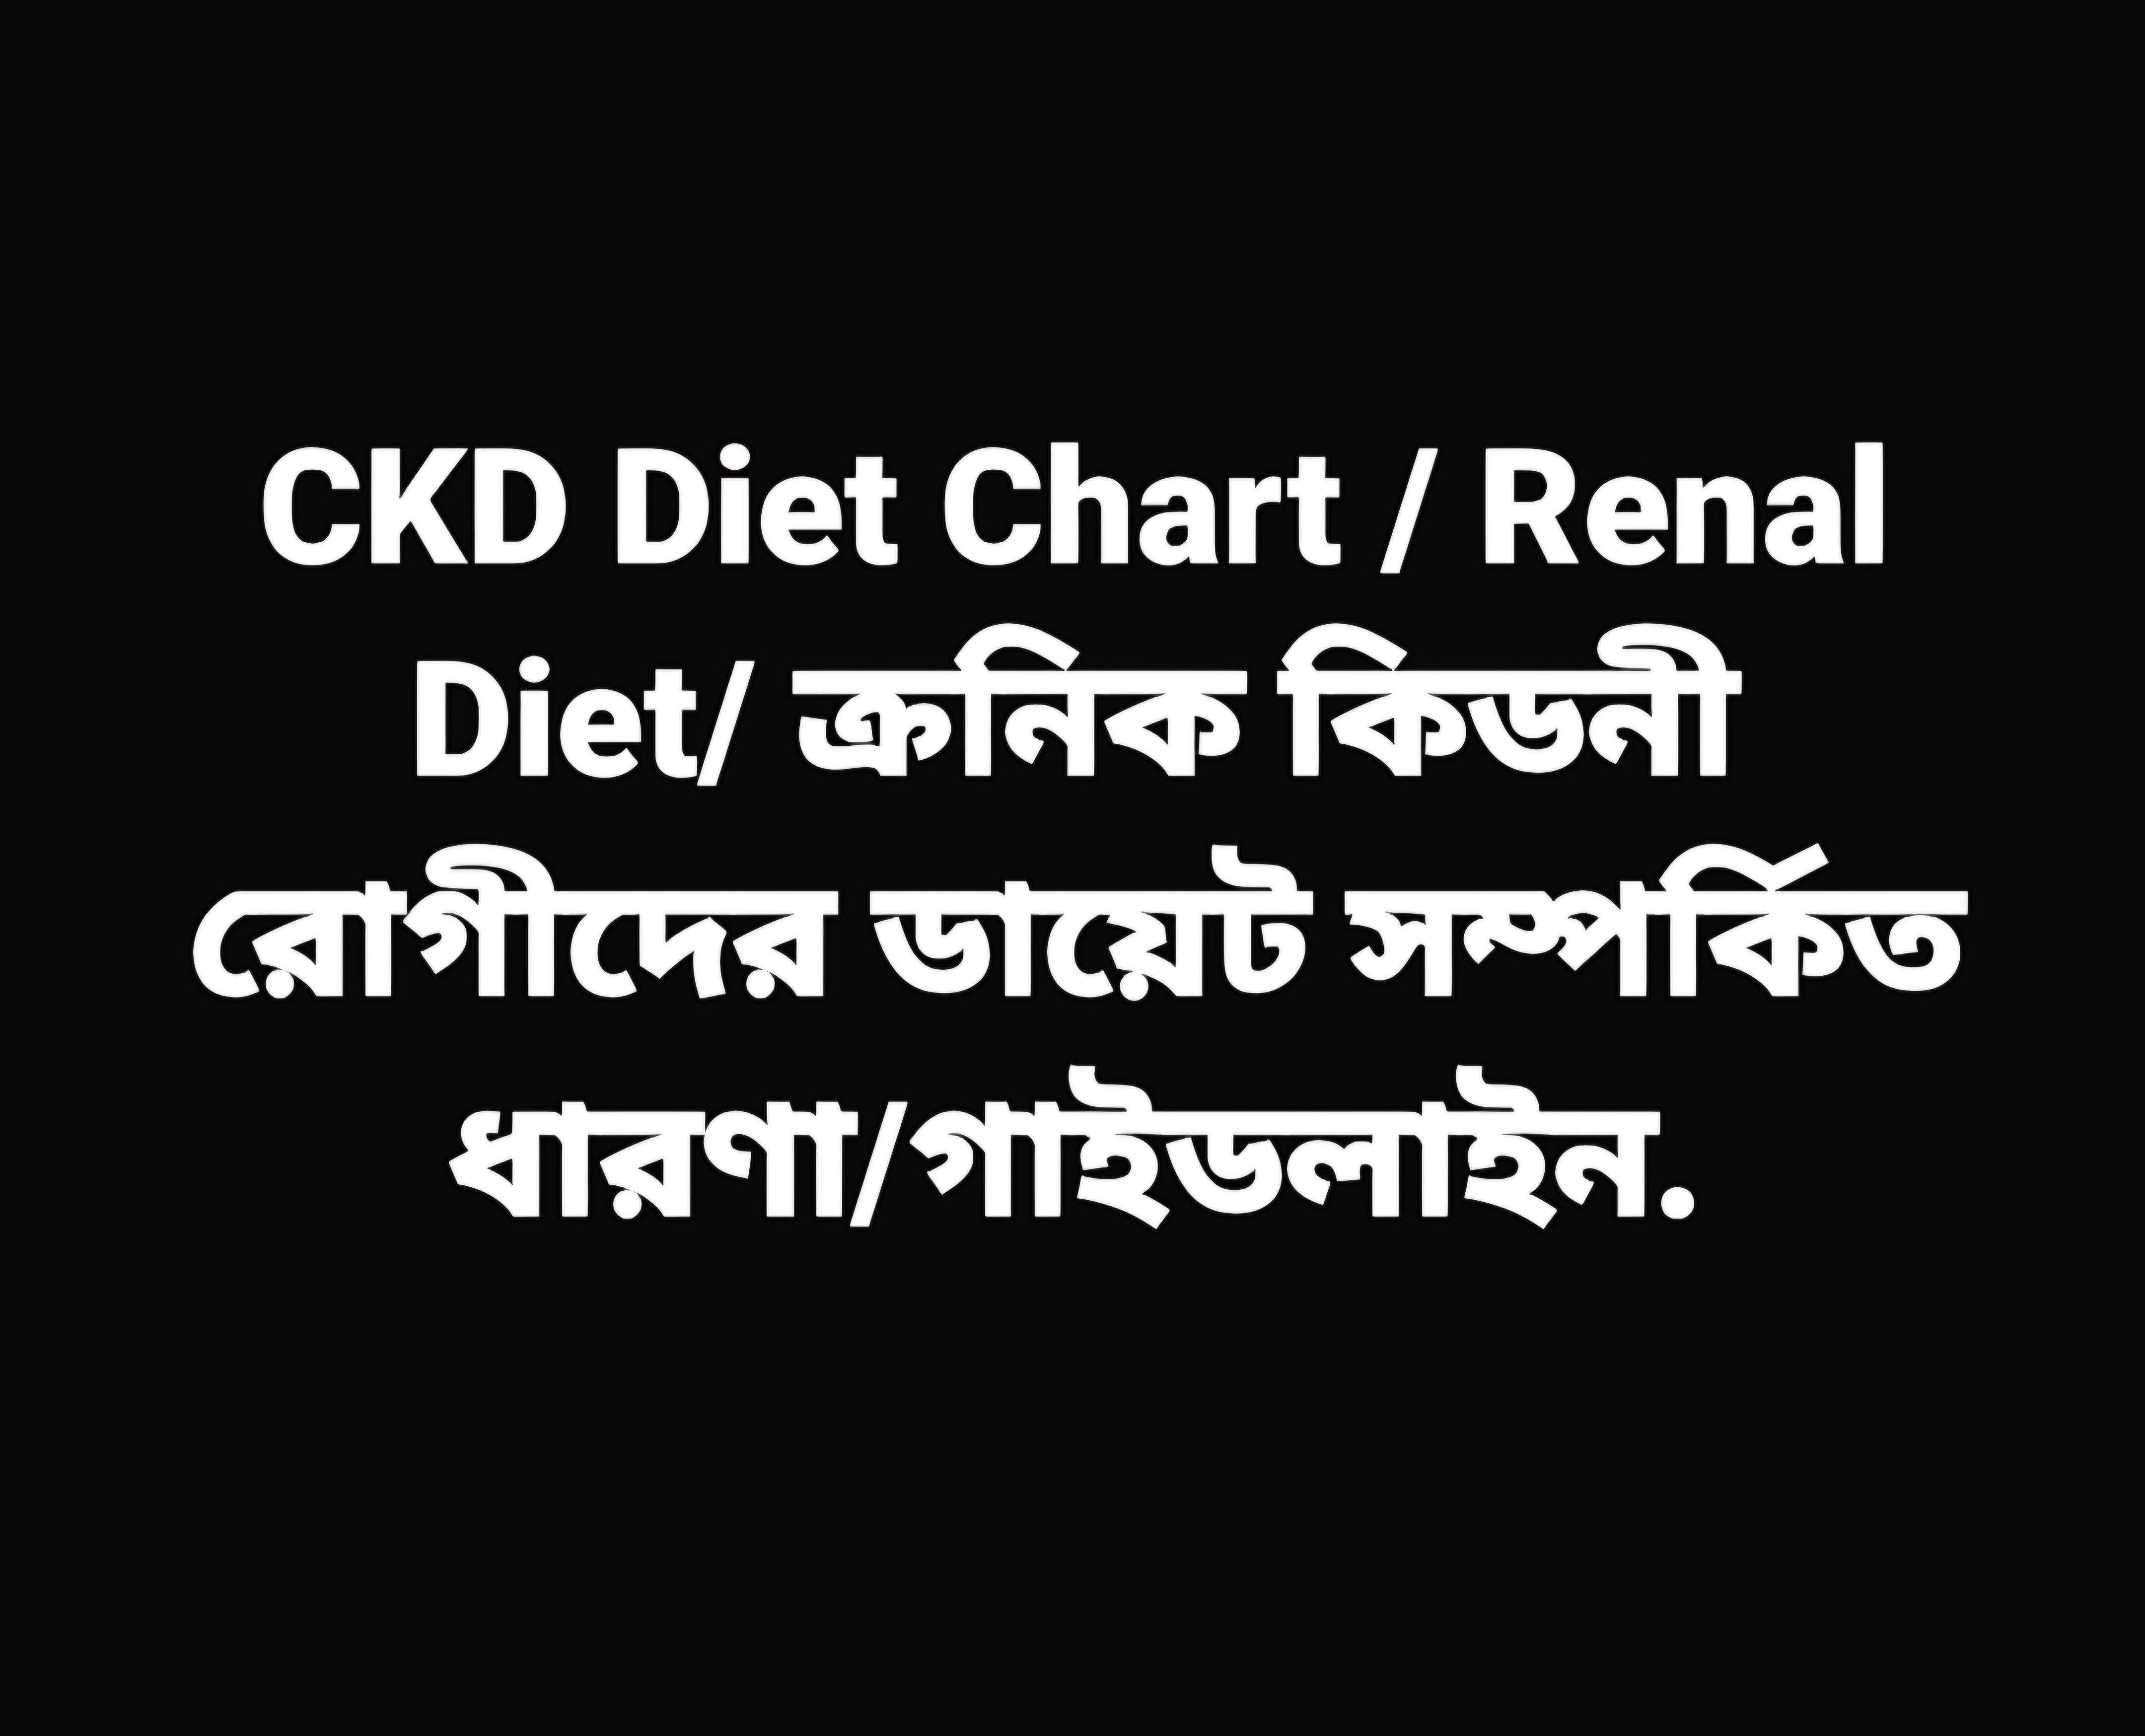 CKD Diet Chart / Renal
Diet/ ক্রনিক কিডনী
রোগীদের ডায়েট সম্পর্কিত
ধারণা/গাইডলাইন.